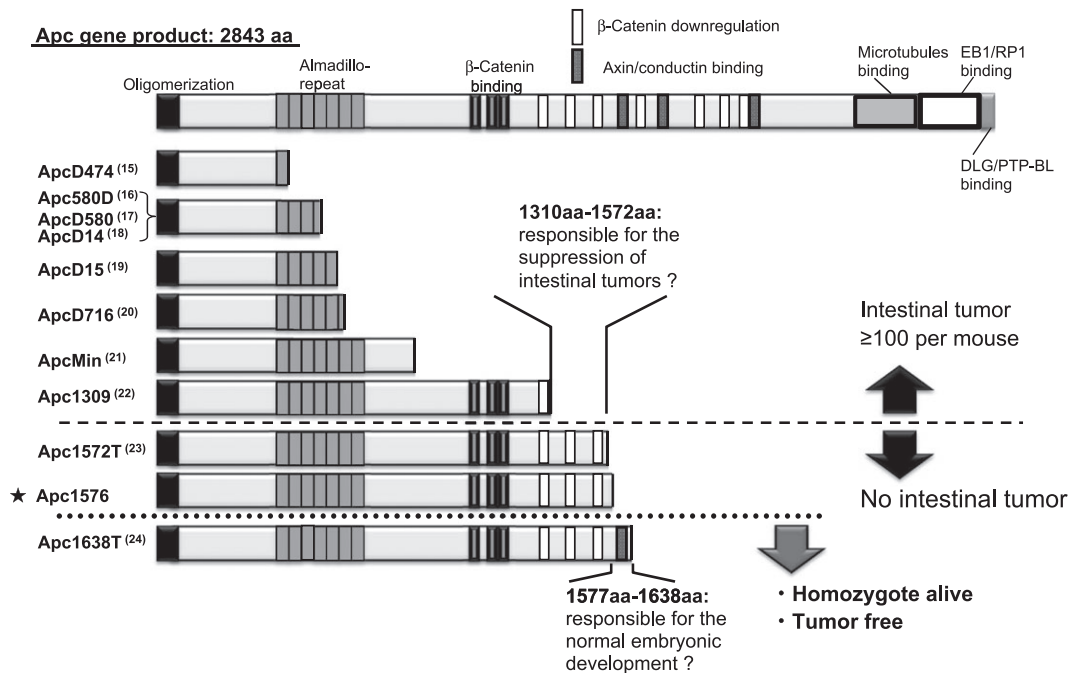 Apc gene product: 2843 aa
β-Catenin downregulation
Axin/conductin binding
Oligomerization
Almadillo-
repeat
β-Catenin
binding
Microtubules
binding
EB1/RP1
binding
DLG/PTP-BL
binding
ApcD474 (15)
Apc580D (16)
ApcD580 (17)
ApcD14 (18)
ApcD15 (19)
ApcD716 (20)
ApcMin (21)
Apc1309 (22)
1310aa-1572aa:
responsible for the
suppression of
intestinal tumors ?
Intestinal tumor
≥100 per mouse
Apc1572T (23)
★ Apc1576
No intestinal tumor
Apc1638T (24)
1577aa-1638aa:
responsible for the
normal embryonic
development ?
・Homozygote alive
・Tumor free